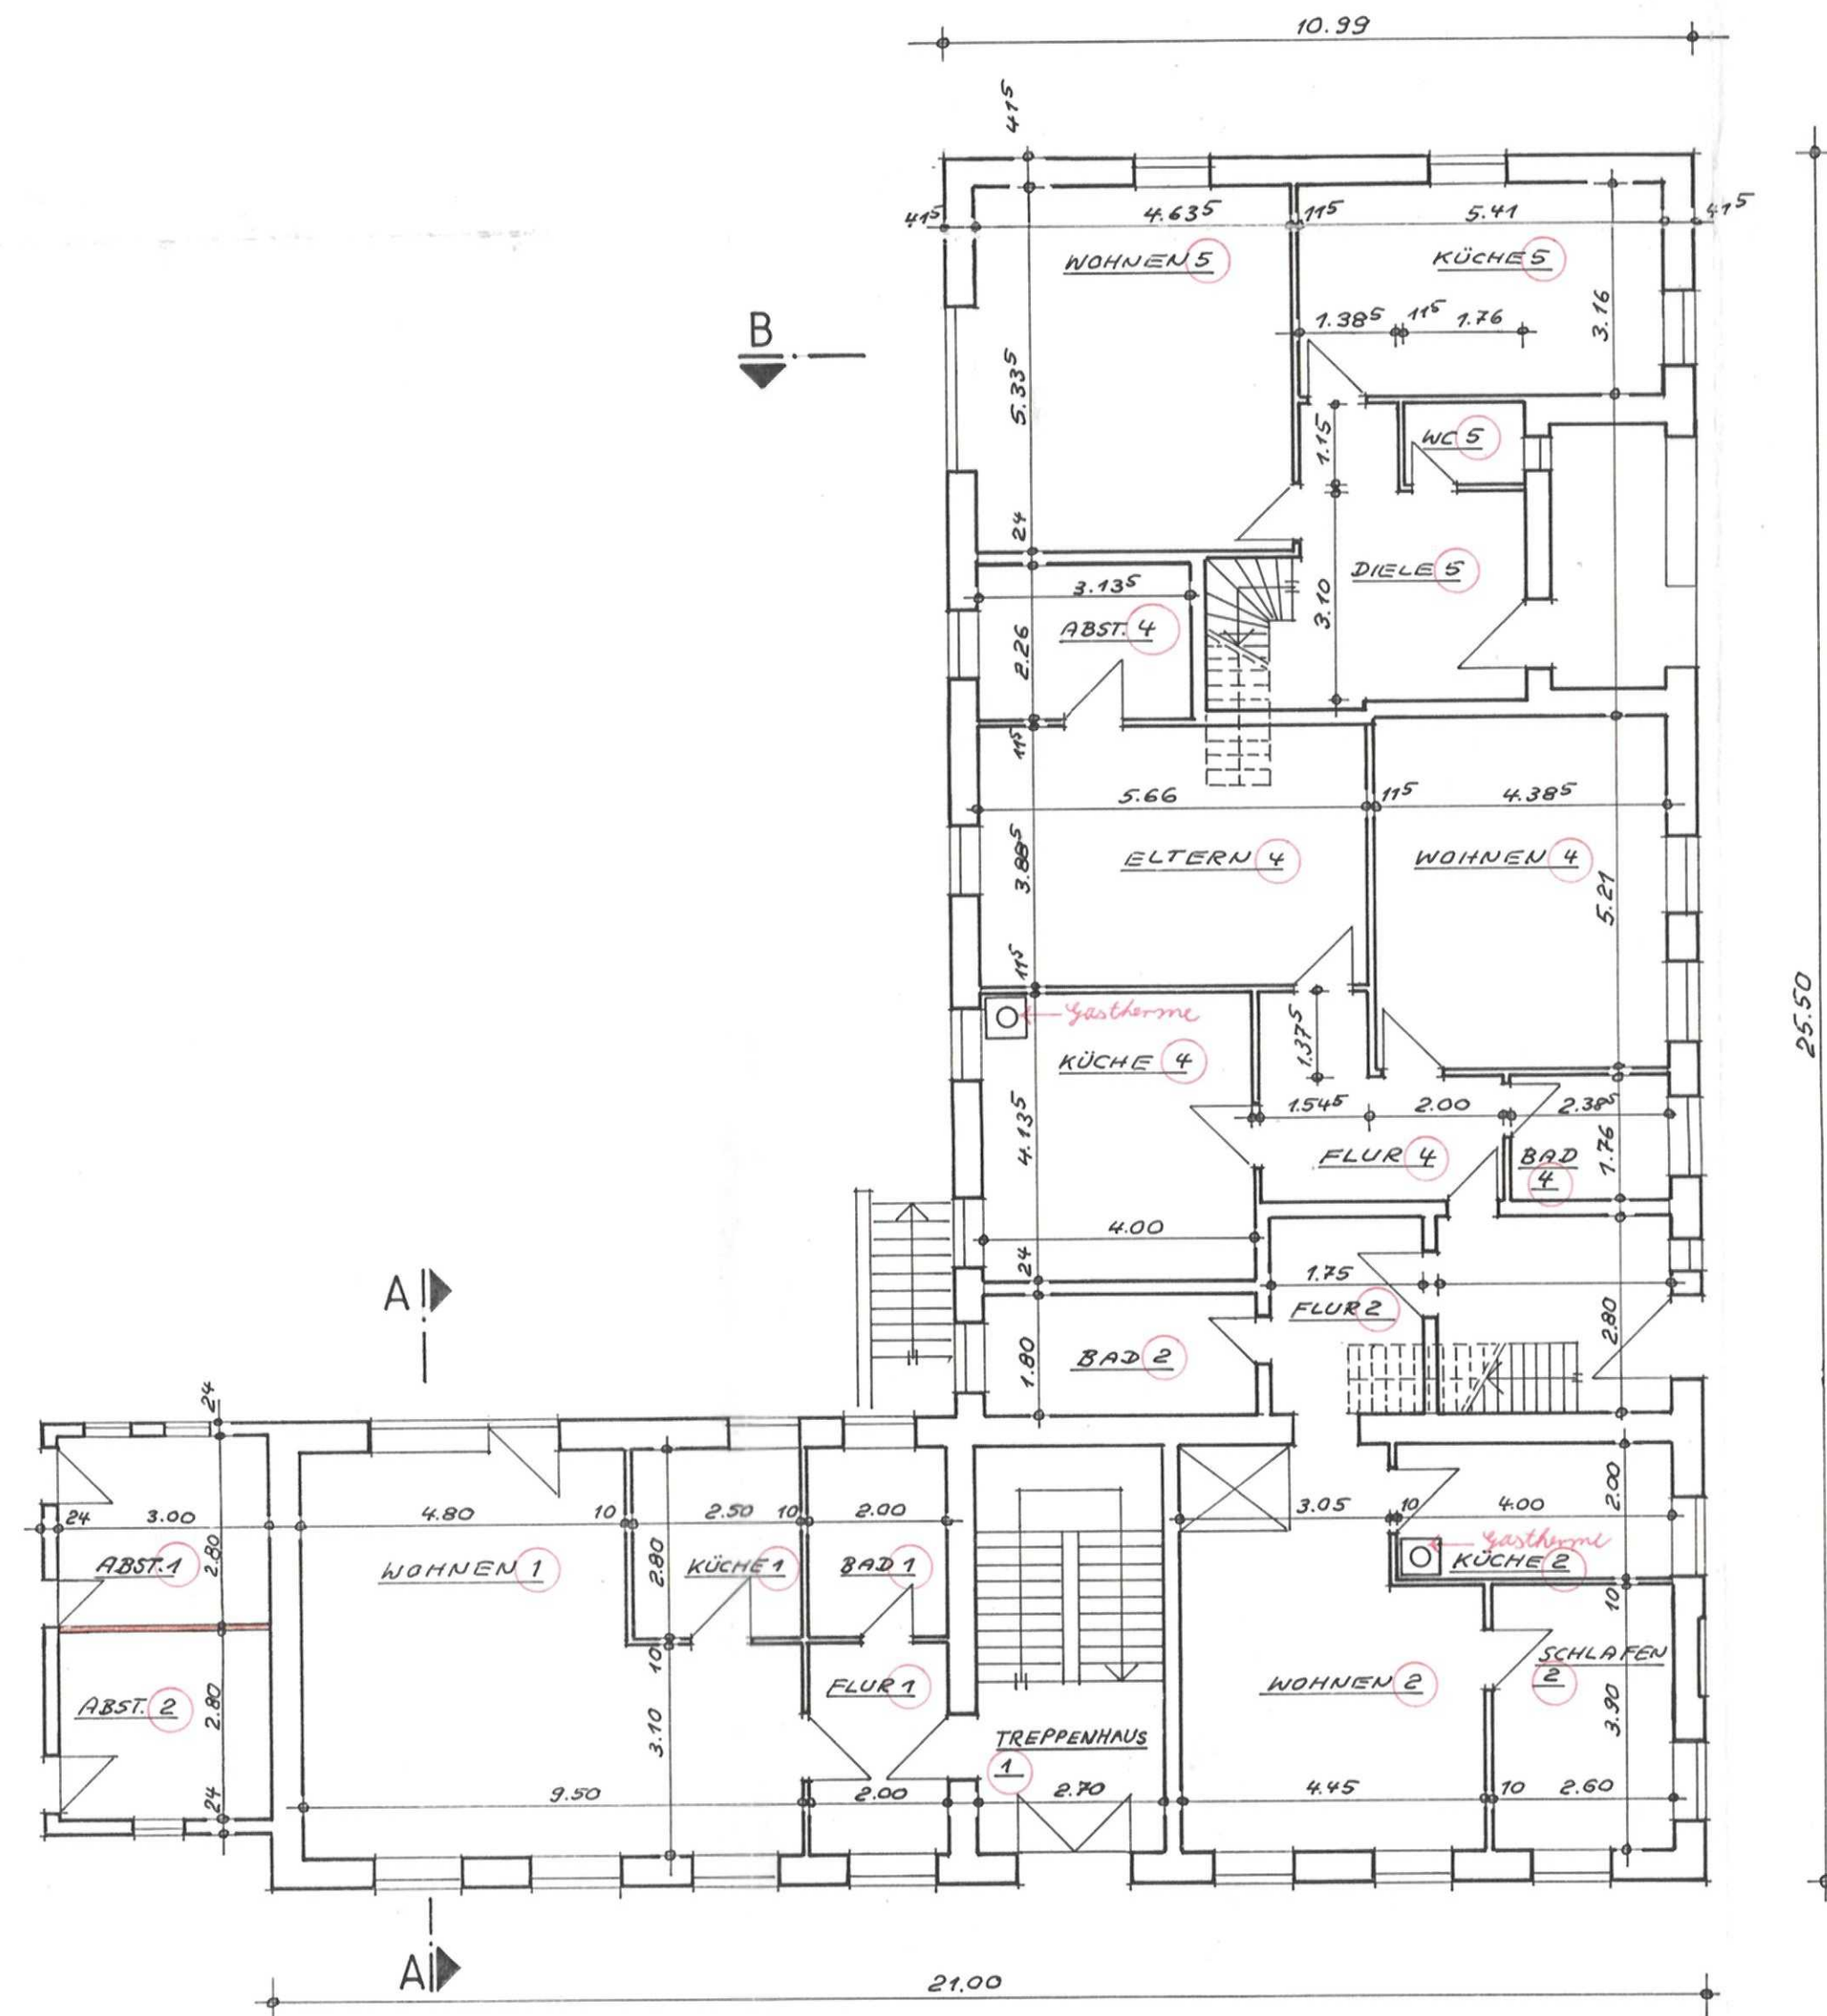 10.99
41⁵
41⁵
4.63⁵
11⁵
5.41
41⁵
WOHNEN 5
KÜCHE 5
B
1.38⁵
11⁵
1.76
3.16
5.33⁵
1.15
WC 5
24
3.13⁵
DIELE 5
ABST. 4
2.26
3.10
11⁵
5.66
11⁵
4.38⁵
ELTERN 4
WOHNEN 4
3.88⁵
5.21
11⁵
25.50
Gastherme
KÜCHE 4
1.37⁵
1.54⁵
2.00
2.38⁵
4.13⁵
FLUR 4
BAD
4
1.76
4.00
24
A
1.75
FLUR 2
2.80
BAD 2
1.80
24
24
3.00
4.80
10
2.50
10
2.00
3.05
10
4.00
2.00
ABST. 1
2.80
WOHNEN 1
2.80
KÜCHE 1
BAD 1
Gastherme
KÜCHE 2
10
10
ABST. 2
2.80
3.10
FLUR 1
WOHNEN 2
SCHLAFEN
2
3.90
TREPPENHAUS
1
24
9.50
2.00
2.70
4.45
10
2.60
A
21.00